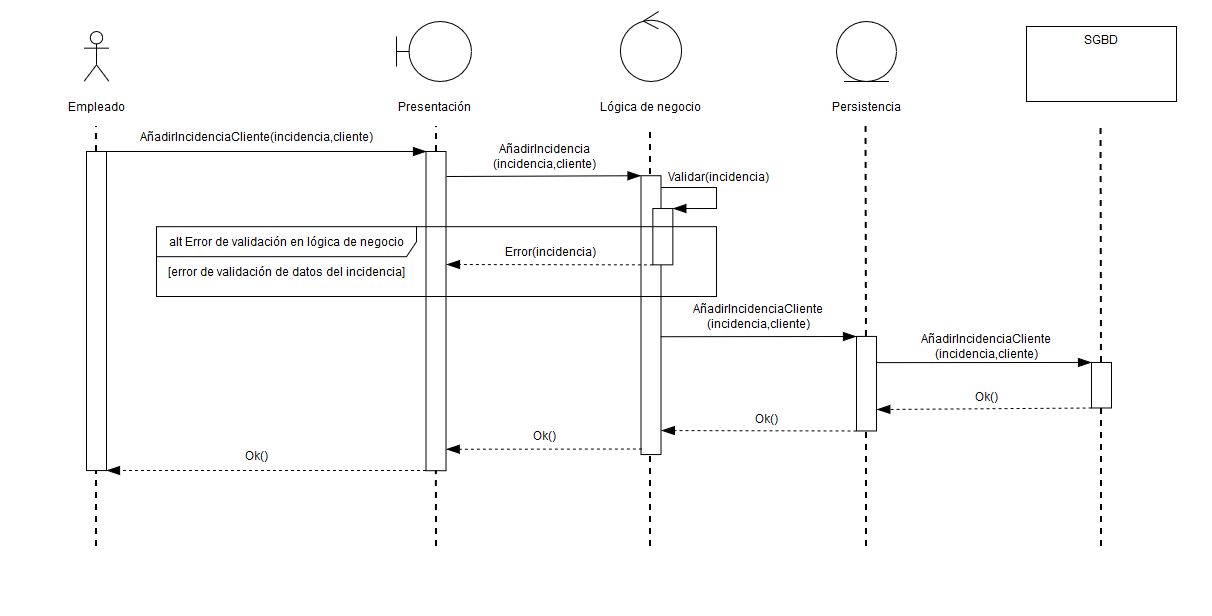 SGBD
Empleado
Presentación
Lógica de negocio
Persistencia
AñadirIncidenciaCliente(incidencia,cliente)
AñadirIncidencia
(incidencia,cliente)
Validar(incidencia)
alt Error de validación en lógica de negocio
Error(incidencia)
[error de validación de datos del incidencia]
AñadirIncidenciaCliente
(incidencia,cliente)
AñadirIncidenciaCliente
(incidencia,cliente)
Ok()
Ok()
Ok()
Ok()